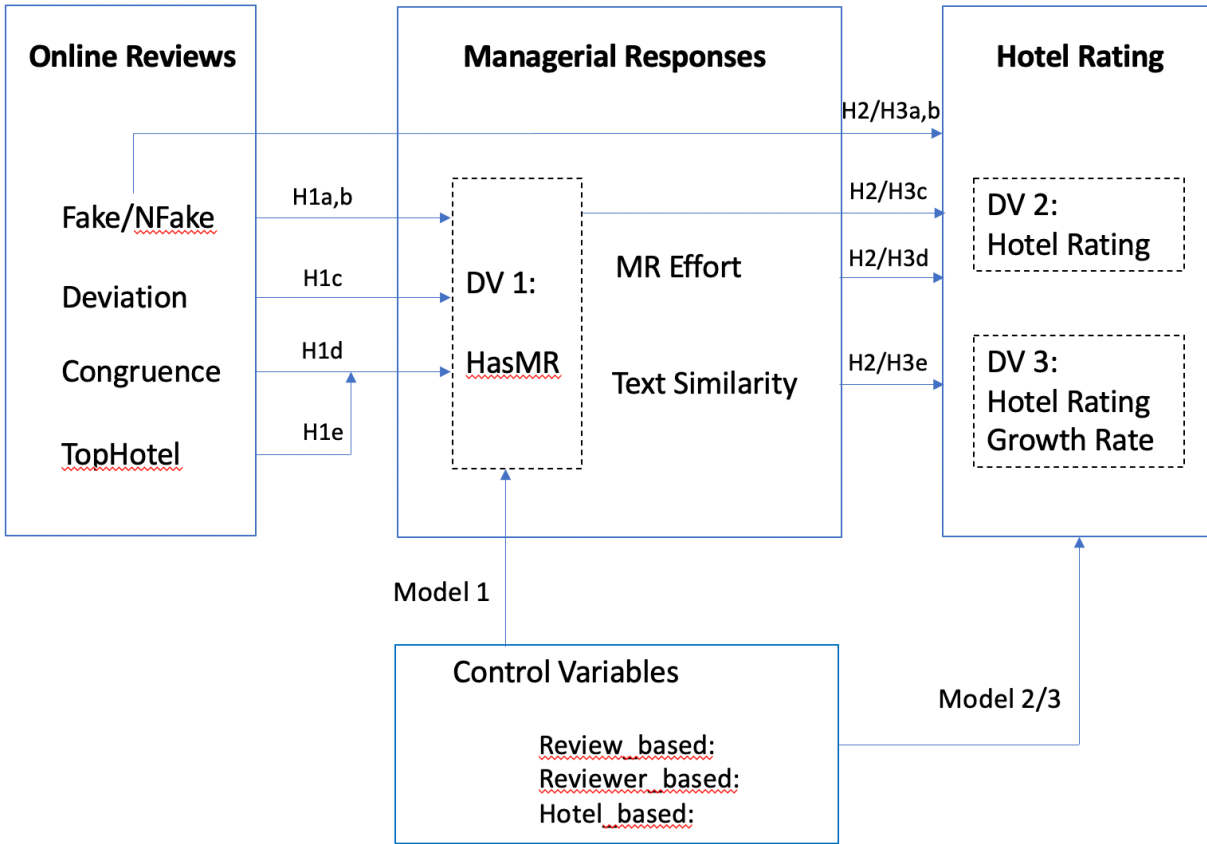 Online Reviews
Managerial Responses
Hotel Rating
H2/H3a,b
Fake/NFake
H1a,b
H2/H3c
DV 2:
Hotel Rating
MR Effort
H2/H3d
Deviation
H1c
DV 1:
HasMR
Congruence
H1d
Text Similarity
H2/H3e
DV 3:
Hotel Rating
Growth Rate
TopHotel
H1e
Model 1
Control Variables
Review_based:
Reviewer_based:
Hotel_based:
Model 2/3